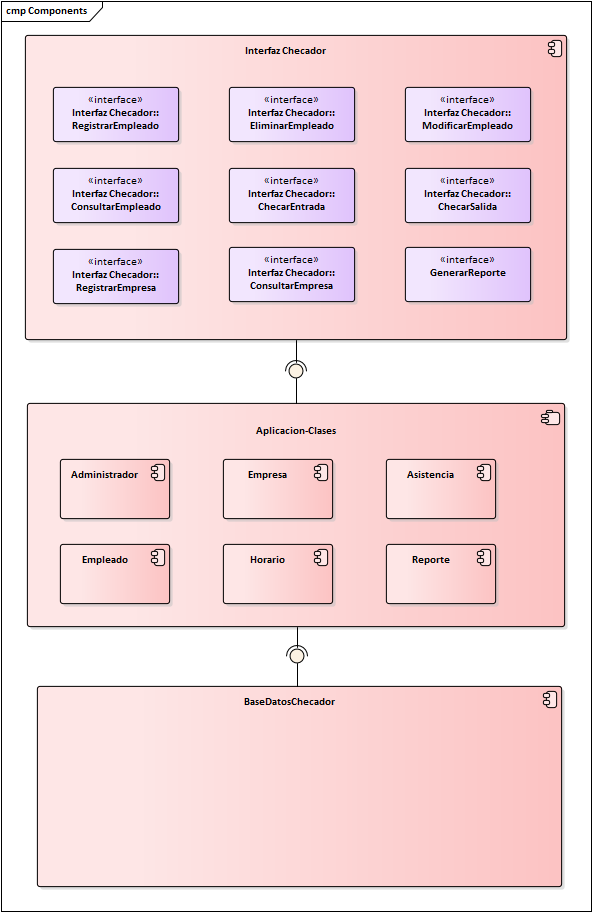 cmp Components
Interfaz Checador
«interface»
Interfaz Checador::
RegistrarEmpleado
«interface»
Interfaz Checador::
EliminarEmpleado
«interface»
Interfaz Checador::
ModificarEmpleado
«interface»
Interfaz Checador::
ConsultarEmpleado
«interface»
Interfaz Checador::
ChecarEntrada
«interface»
Interfaz Checador::
ChecarSalida
«interface»
Interfaz Checador::
RegistrarEmpresa
«interface»
Interfaz Checador::
ConsultarEmpresa
«interface»
GenerarReporte
Aplicacion-Clases
Administrador
Empresa
Asistencia
Empleado
Horario
Reporte
BaseDatosChecador